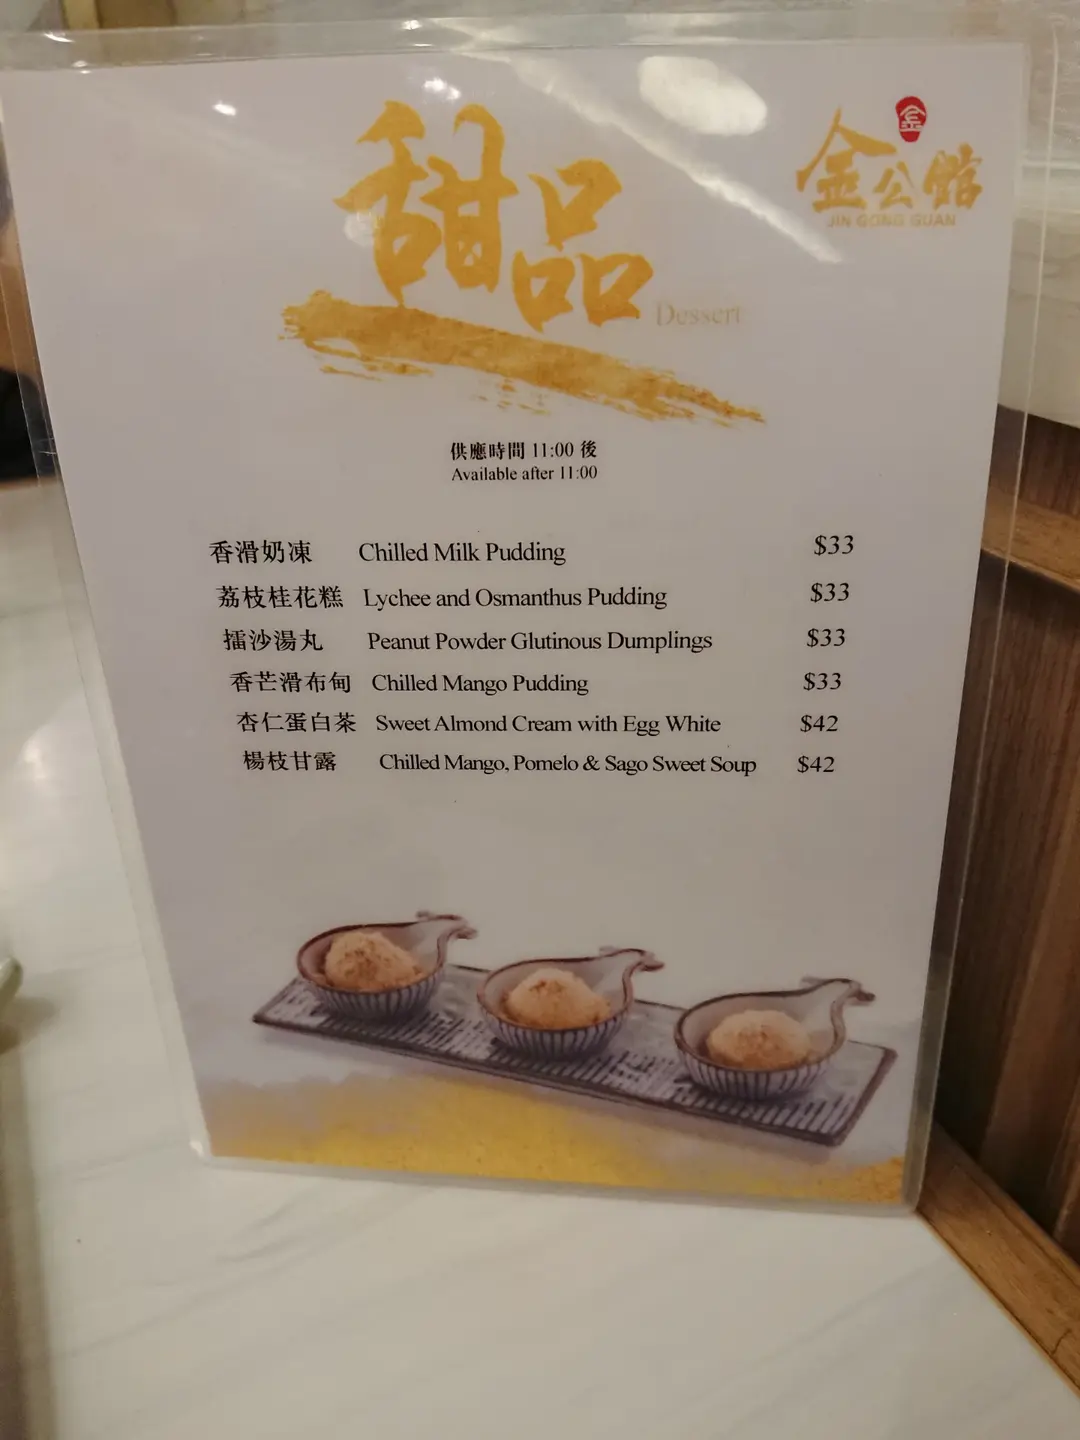 甜品
Dessert
金
金公館
JIN GONG GUAN
供應時間 11:00 後
Available after 11:00
香滑奶凍 Chilled Milk Pudding $33
荔枝桂花糕 Lychee and Osmanthus Pudding $33
擂沙湯丸 Peanut Powder Glutinous Dumplings $33
香芒滑布甸 Chilled Mango Pudding $33
杏仁蛋白茶 Sweet Almond Cream with Egg White $42
楊枝甘露 Chilled Mango, Pomelo & Sago Sweet Soup $42